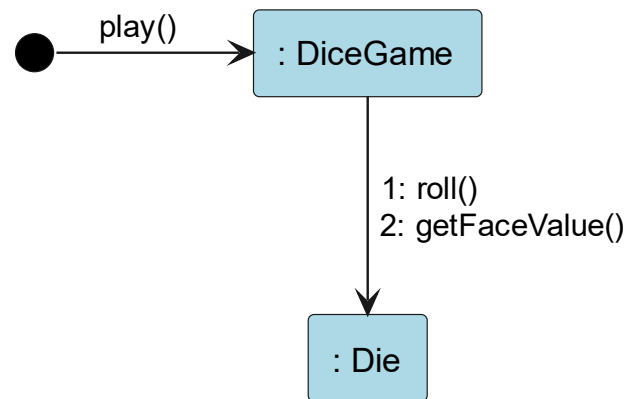 play()
: DiceGame
1: roll()
2: getFaceValue()
: Die